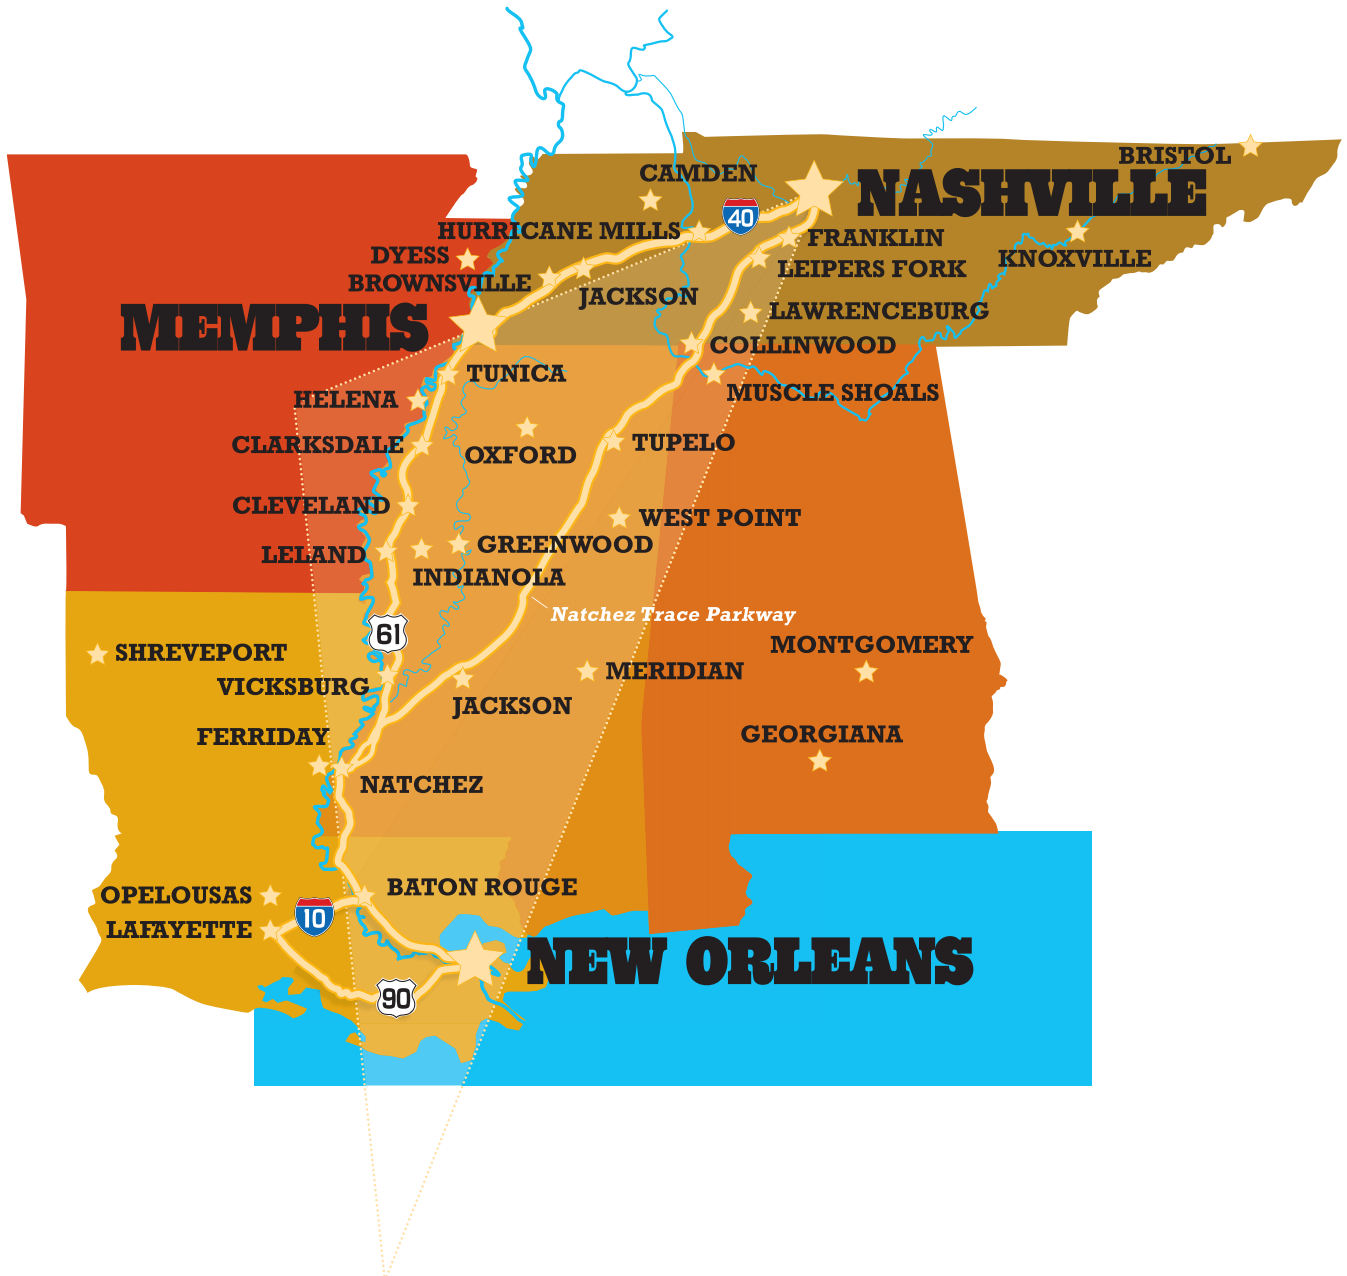 BRISTOL
CAMDEN
NASHVILLE
40
HURRICANE MILLS
FRANKLIN
DYESS
KNOXVILLE
LEIPERS FORK
BROWNSVILLE
JACKSON
LAWRENCEBURG
MEMPHIS
COLLINWOOD
TUNICA
MUSCLE SHOALS
HELENA
CLARKSDALE
TUPELO
OXFORD
CLEVELAND
WEST POINT
GREENWOOD
LELAND
INDIANOLA
Natchez Trace Parkway
61
MONTGOMERY
SHREVEPORT
MERIDIAN
VICKSBURG
JACKSON
GEORGIANA
FERRIDAY
NATCHEZ
BATON ROUGE
OPELOUSAS
10
LAFAYETTE
NEW ORLEANS
90